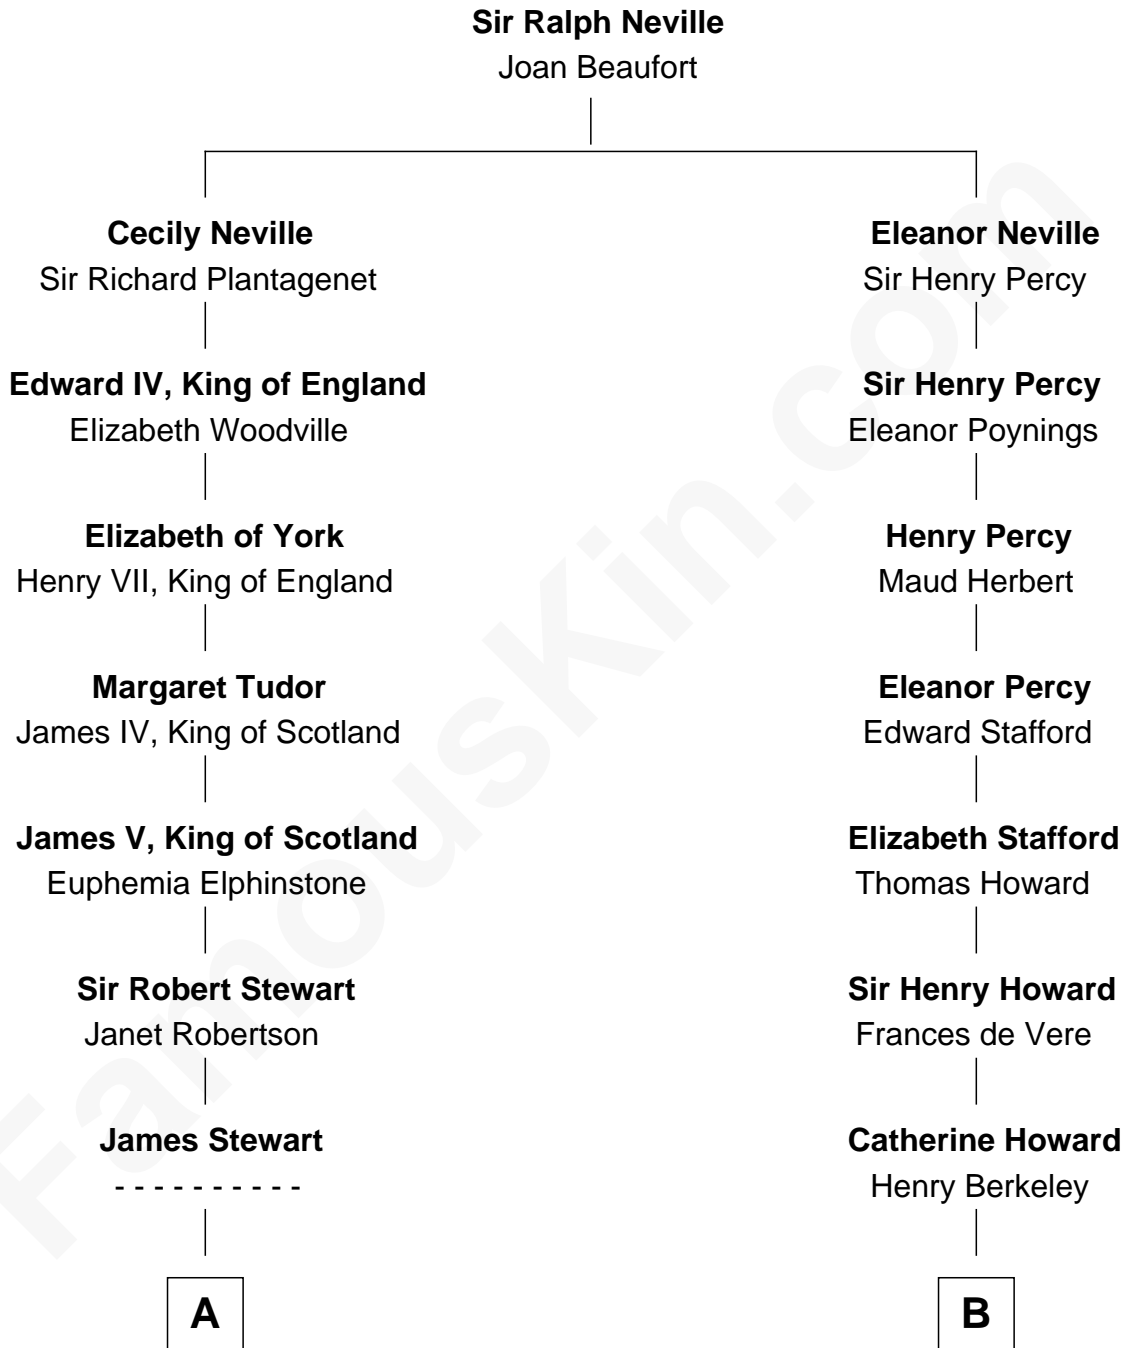 Sir Ralph Neville
Joan Beaufort
Cecily Neville
Sir Richard Plantagenet
Eleanor Neville
Sir Henry Percy
Edward IV, King of England
Elizabeth Woodville
Sir Henry Percy
Eleanor Poynings
Elizabeth of York
Henry VII, King of England
Henry Percy
Maud Herbert
Margaret Tudor
James IV, King of Scotland
Eleanor Percy
Edward Stafford
James V, King of Scotland
Euphemia Elphinstone
Elizabeth Stafford
Thomas Howard
Sir Robert Stewart
Janet Robertson
Sir Henry Howard
Frances de Vere
James Stewart
- - - - - - - - - -
Catherine Howard
Henry Berkeley
A
B
FamousKin.com